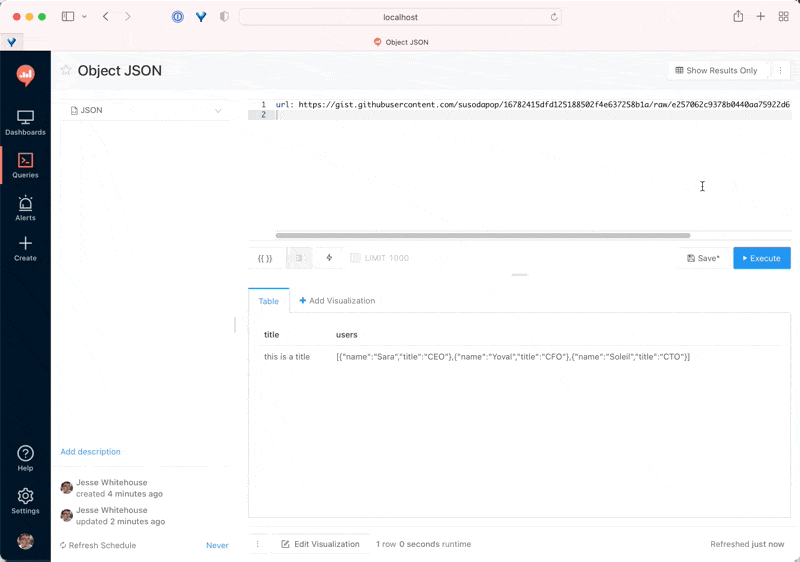 localhost
Object JSON
Object JSON
Show Results Only
Dashboards
Queries
Alerts
Create
Help
Settings
JSON
Add description
Jesse Whitehouse
created 4 minutes ago
Jesse Whitehouse
updated 2 minutes ago
Refresh Schedule
Never
1 url: https://gist.githubusercontent.com/susodapop/16782415dfd125188502f4e637258b1a/raw/e257062c9378b0440aa75922d6
2
{{ }}
LIMIT 1000
Save*
Execute
Table
Add Visualization
title users
this is a title [{"name":"Sara","title":"CEO"},{"name":"Yoval","title":"CFO"},{"name":"Soleil","title":"CTO"}]
Edit Visualization
1 row 0 seconds runtime
Refreshed just now